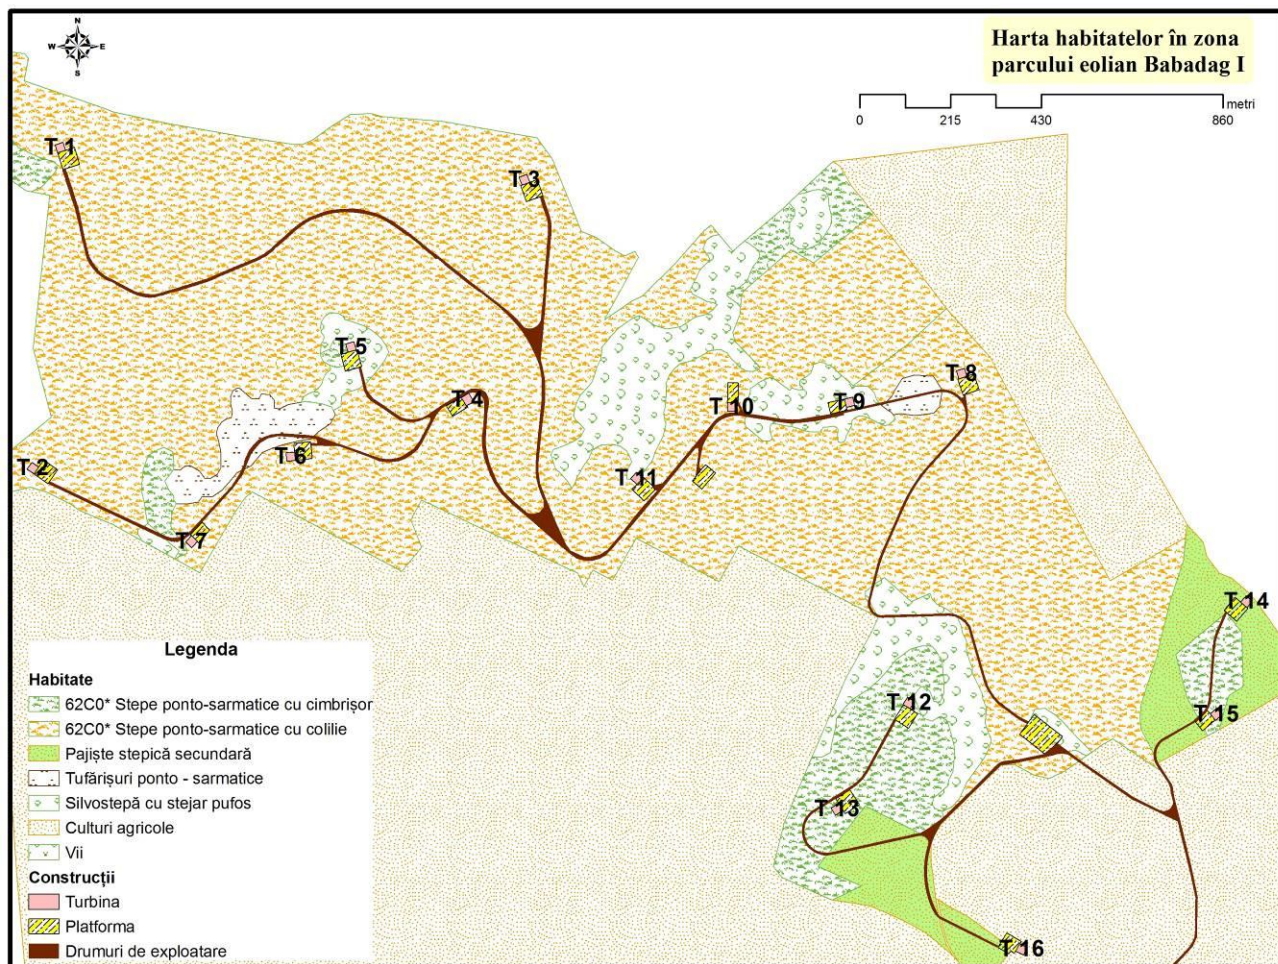 N
W E
S
Harta habitatelor în zona
parcului eolian Babadag I
metri
0 215 430 860
T 1
T 3
T 5
T 8
T 4
T 10
T 9
T 6
T 2
T 11
T 7
T 14
T 12
T 15
T 13
T 16
Legenda
Habitate
62C0* Stepe ponto-sarmatice cu cimbrișor
62C0* Stepe ponto-sarmatice cu colilie
Pajiște stepică secundară
Tufărișuri ponto - sarmatice
Silvostepă cu stejar pufos
Culturi agricole
Vii
Construcții
Turbina
Platforma
Drumuri de exploatare